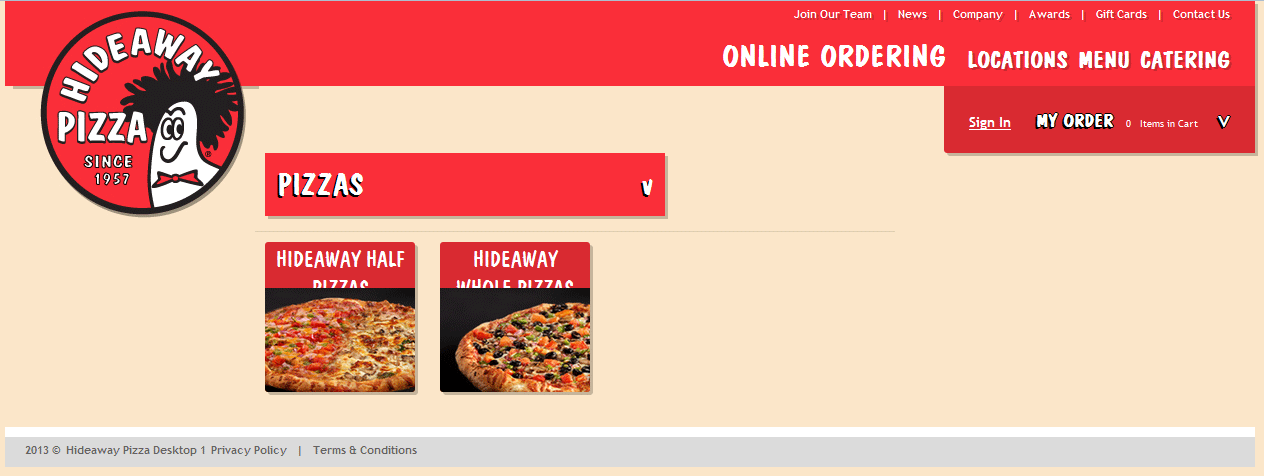 Join Our Team | News | Company | Awards | Gift Cards | Contact Us
HIDEAWAY
PIZZA
SINCE
1957
®
ONLINE ORDERING LOCATIONS MENU CATERING
Sign In MY ORDER 0 Items in Cart V
PIZZAS V
HIDEAWAY HALF
PIZZAS
HIDEAWAY
WHOLE PIZZAS
2013 © Hideaway Pizza Desktop 1 Privacy Policy | Terms & Conditions